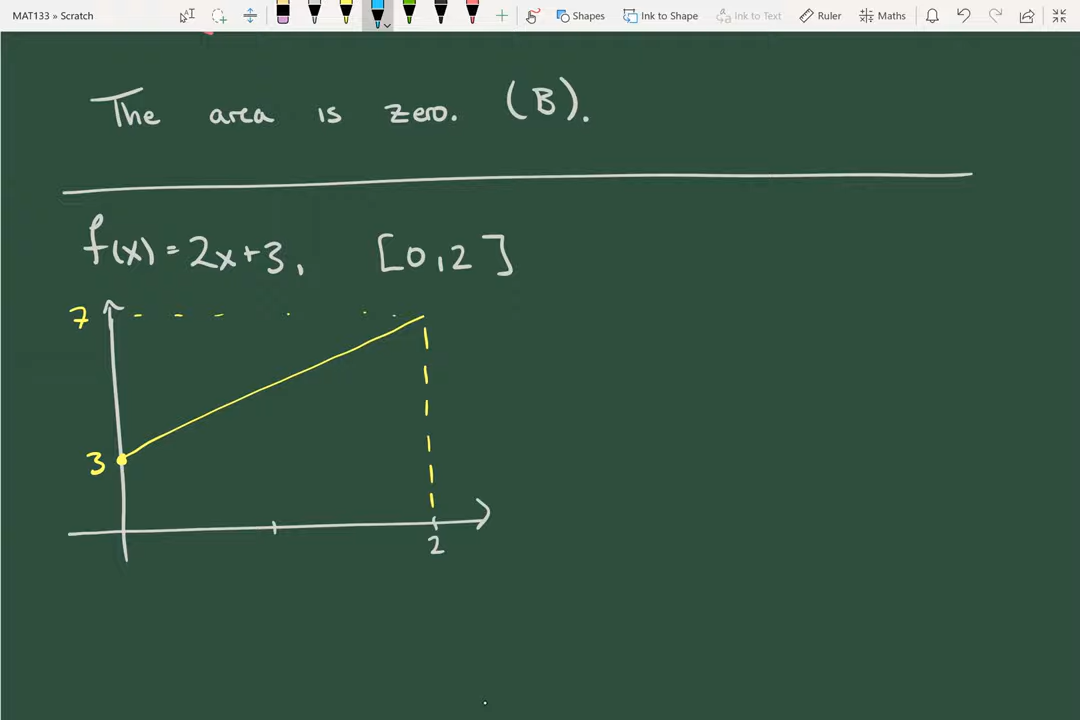 MAT133 » Scratch Shapes Ink to Shape Ink to Text Ruler Maths
The area is zero. (B).
f(x) = 2x+3, [0,2]
7
3
2